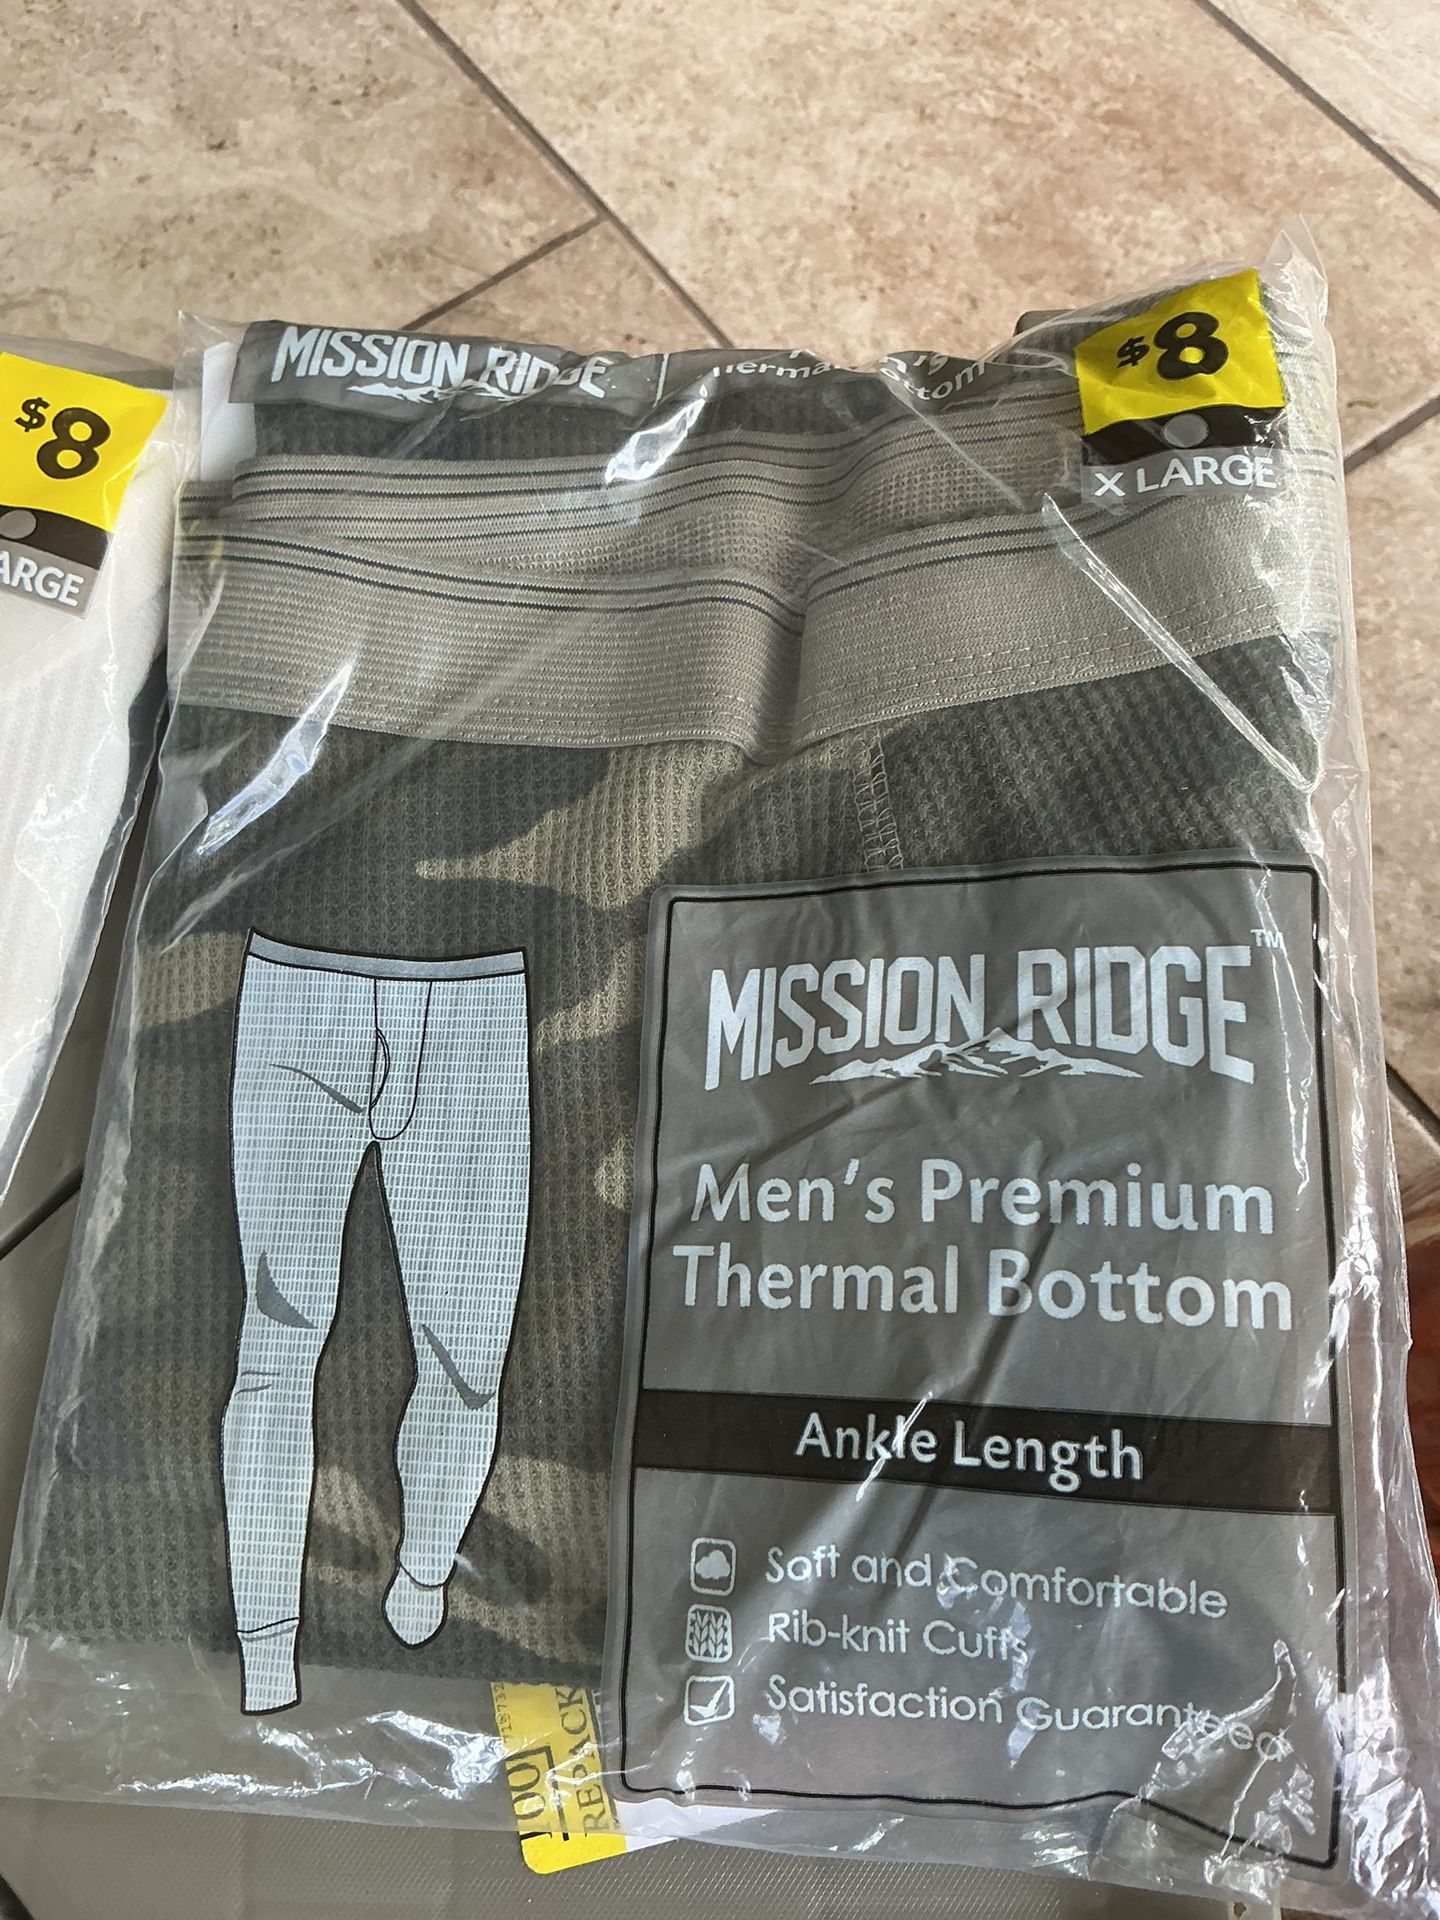 MISSION RIDGE
$8
X LARGE
$8
MISSION RIDGE™
Men's Premium
Thermal Bottom
Ankle Length
Soft and Comfortable
Rib-knit Cuffs
Satisfaction Guaranteed
REPACK